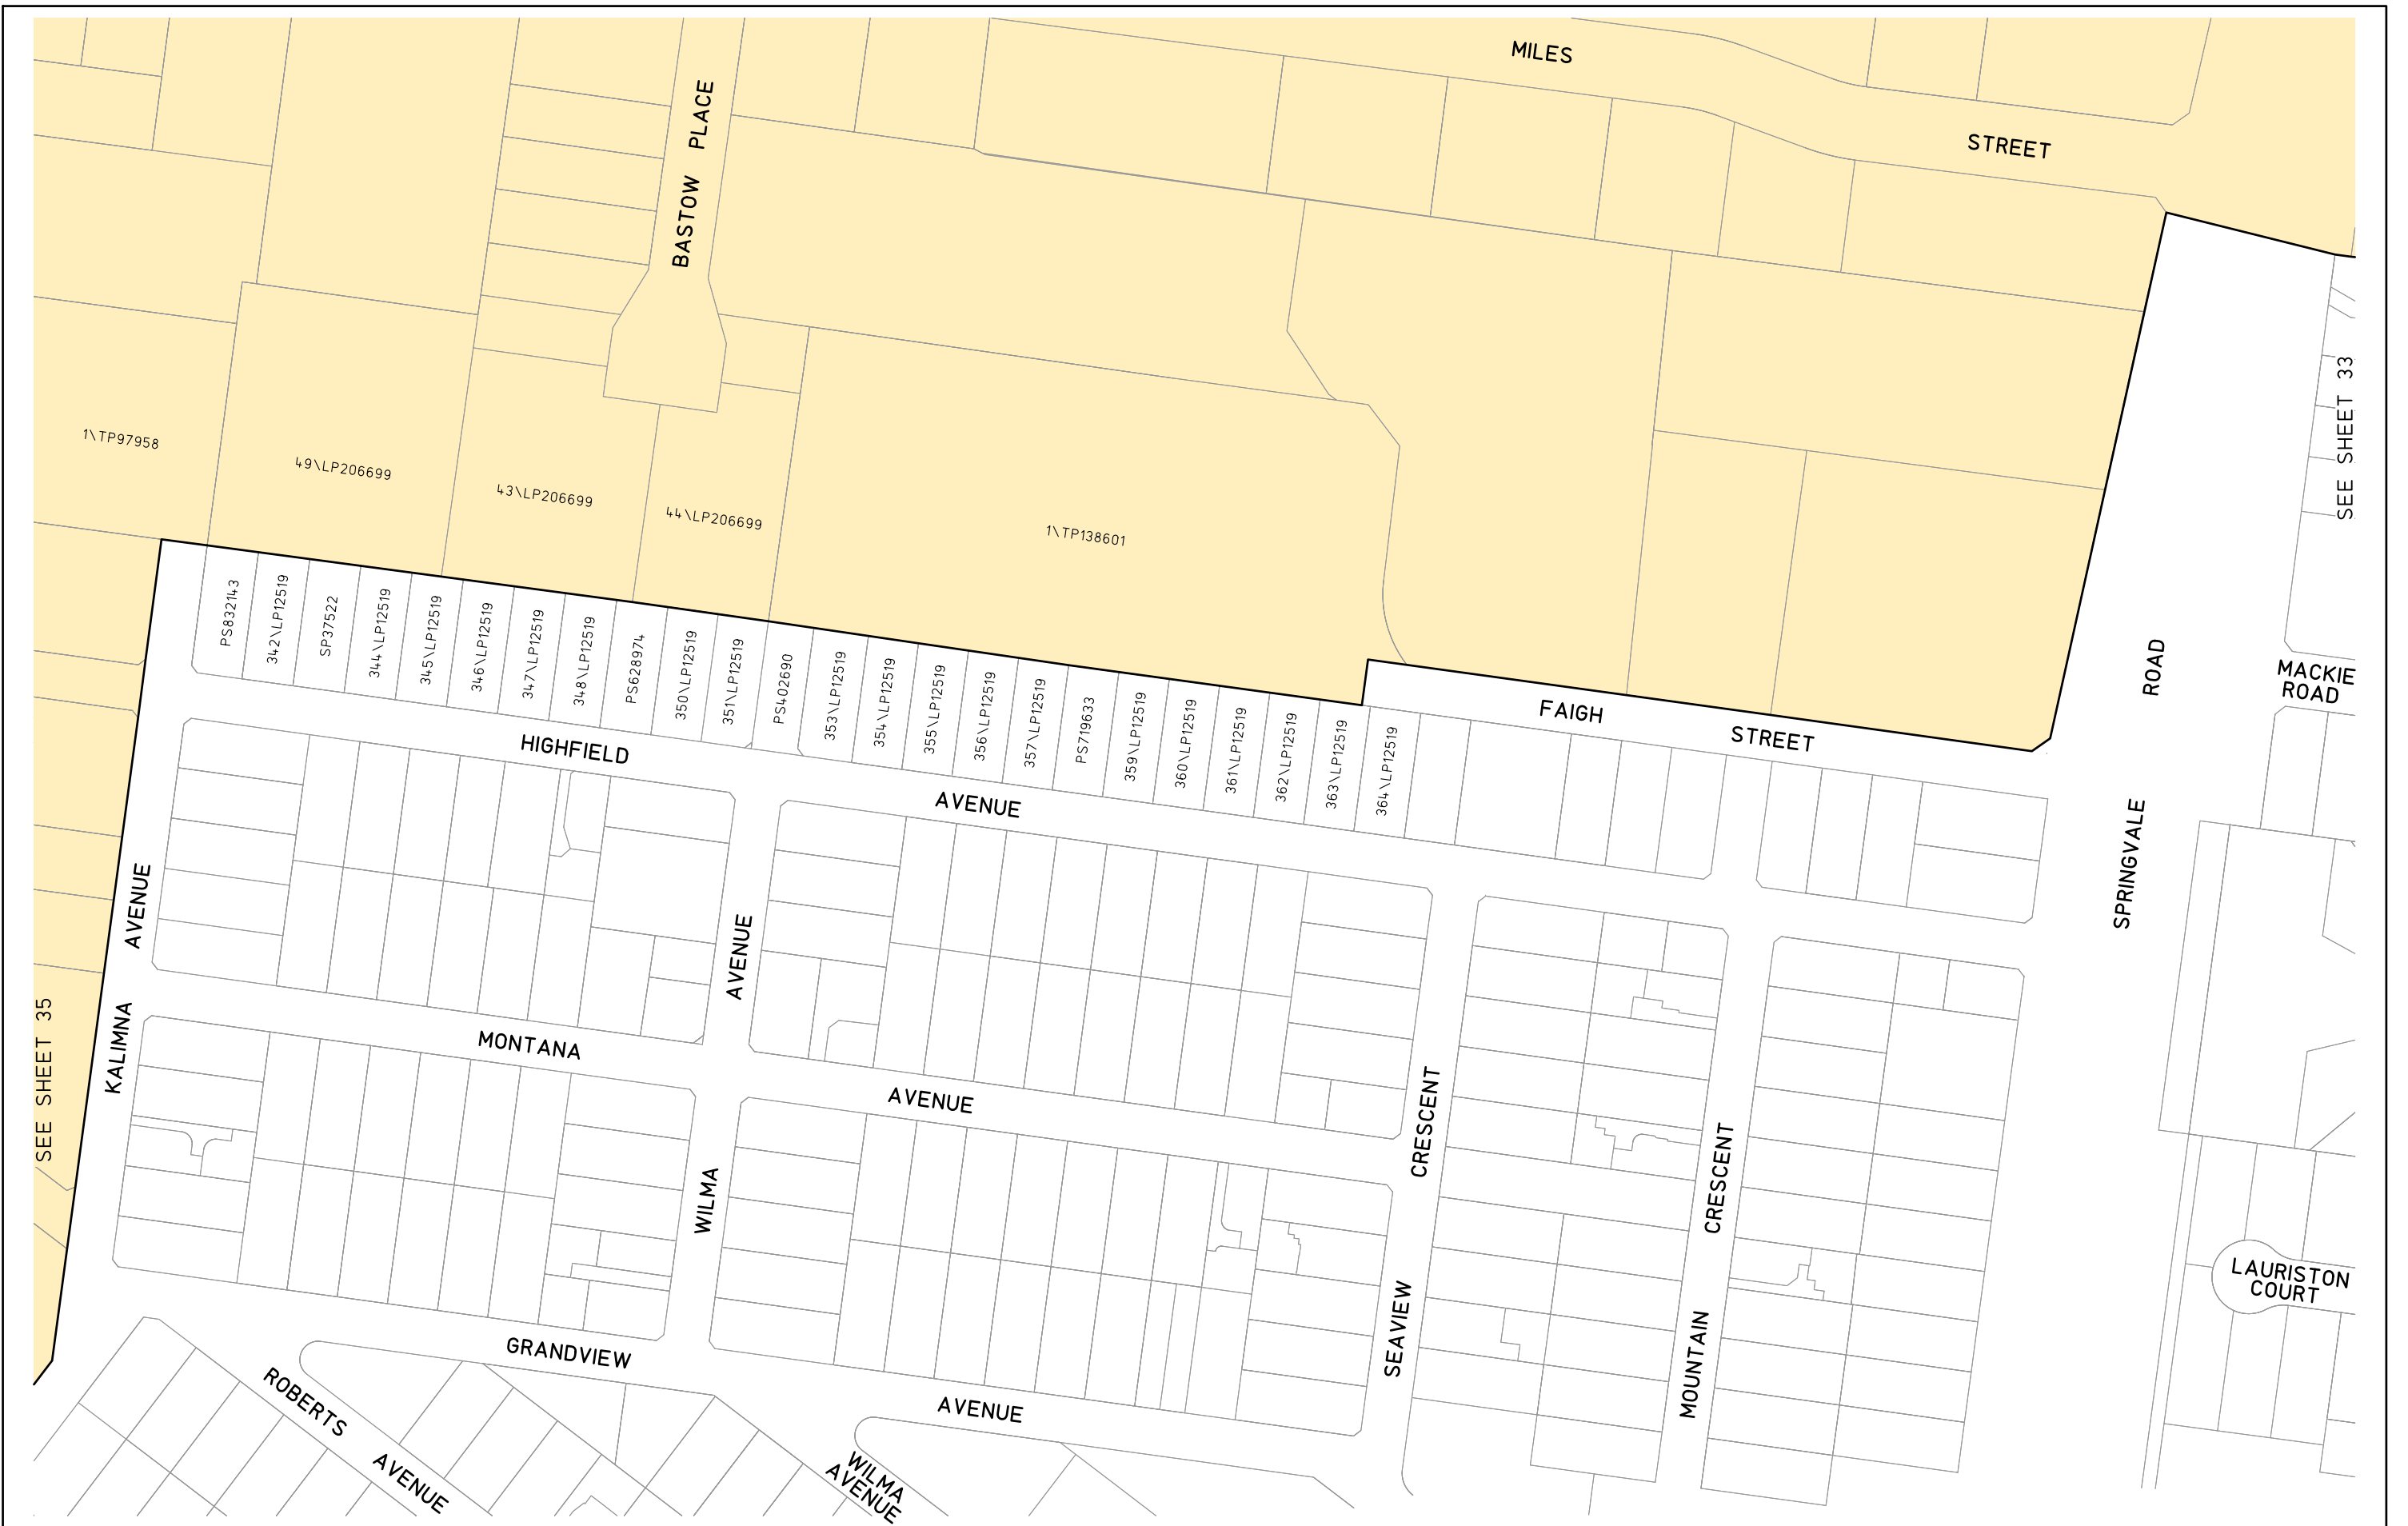 MILES
STREET
BASTOW PLACE
SEE SHEET 33
1\TP97958
49\LP206699
43\LP206699
44\LP206699
1\TP138601
PS832143
342\LP12519
SP37522
344\LP12519
345\LP12519
346\LP12519
347\LP12519
348\LP12519
PS628974
350\LP12519
351\LP12519
PS402690
353\LP12519
354\LP12519
355\LP12519
356\LP12519
357\LP12519
PS719633
359\LP12519
360\LP12519
361\LP12519
362\LP12519
363\LP12519
364\LP12519
FAIGH
STREET
ROAD
SPRINGVALE
MACKIE
ROAD
HIGHFIELD
AVENUE
AVENUE
KALIMNA
SEE SHEET 35
AVENUE
WILMA
MONTANA
AVENUE
CRESCENT
SEAVIEW
CRESCENT
MOUNTAIN
LAURISTON
COURT
GRANDVIEW
AVENUE
ROBERTS
AVENUE
WILMA
AVENUE